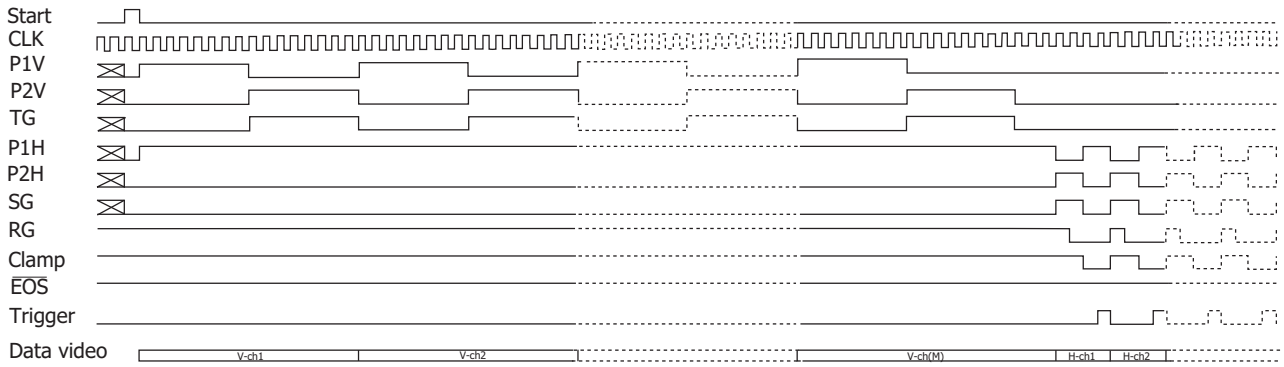 Start
CLK
P1V
P2V
TG
P1H
P2H
SG
RG
Clamp
EOS
Trigger
Data video V-ch1 V-ch2 V-ch(M) H-ch1 H-ch2